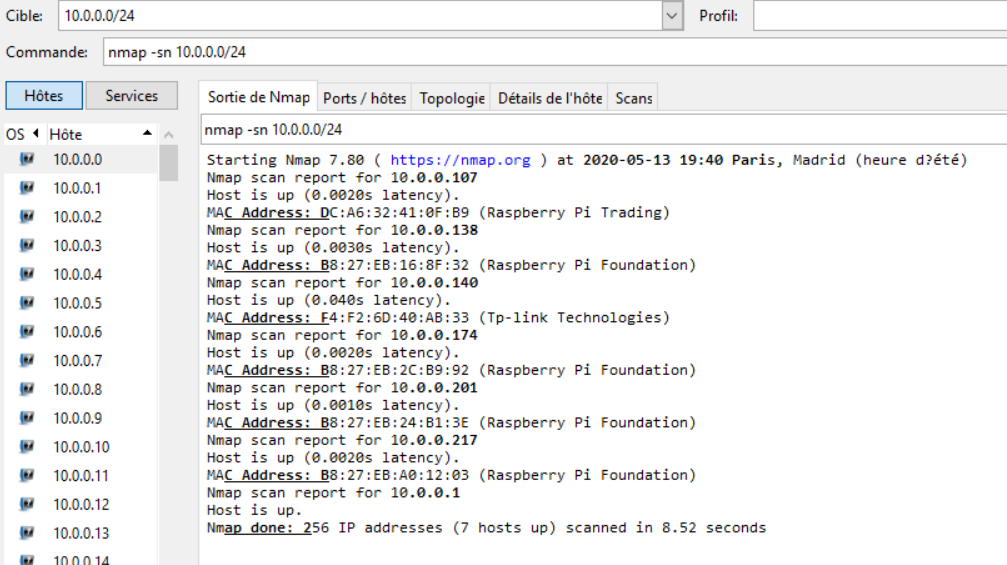 Cible: 10.0.0.0/24 Profil:
Commande: nmap -sn 10.0.0.0/24
Hôtes Services
Sortie de Nmap Ports / hôtes Topologie Détails de l'hôte Scans
OS Hôte
10.0.0.0
10.0.0.1
10.0.0.2
10.0.0.3
10.0.0.4
10.0.0.5
10.0.0.6
10.0.0.7
10.0.0.8
10.0.0.9
10.0.0.10
10.0.0.11
10.0.0.12
10.0.0.13
10.0.0.14
nmap -sn 10.0.0.0/24
Starting Nmap 7.80 ( https://nmap.org ) at 2020-05-13 19:40 Paris, Madrid (heure d?été)
Nmap scan report for 10.0.0.107
Host is up (0.0020s latency).
MAC Address: DC:A6:32:41:0F:B9 (Raspberry Pi Trading)
Nmap scan report for 10.0.0.138
Host is up (0.0030s latency).
MAC Address: B8:27:EB:16:8F:32 (Raspberry Pi Foundation)
Nmap scan report for 10.0.0.140
Host is up (0.040s latency).
MAC Address: F4:F2:6D:40:AB:33 (Tp-link Technologies)
Nmap scan report for 10.0.0.174
Host is up (0.0020s latency).
MAC Address: B8:27:EB:2C:B9:92 (Raspberry Pi Foundation)
Nmap scan report for 10.0.0.201
Host is up (0.0010s latency).
MAC Address: B8:27:EB:24:B1:3E (Raspberry Pi Foundation)
Nmap scan report for 10.0.0.217
Host is up (0.0020s latency).
MAC Address: B8:27:EB:A0:12:03 (Raspberry Pi Foundation)
Nmap scan report for 10.0.0.1
Host is up.
Nmap done: 256 IP addresses (7 hosts up) scanned in 8.52 seconds